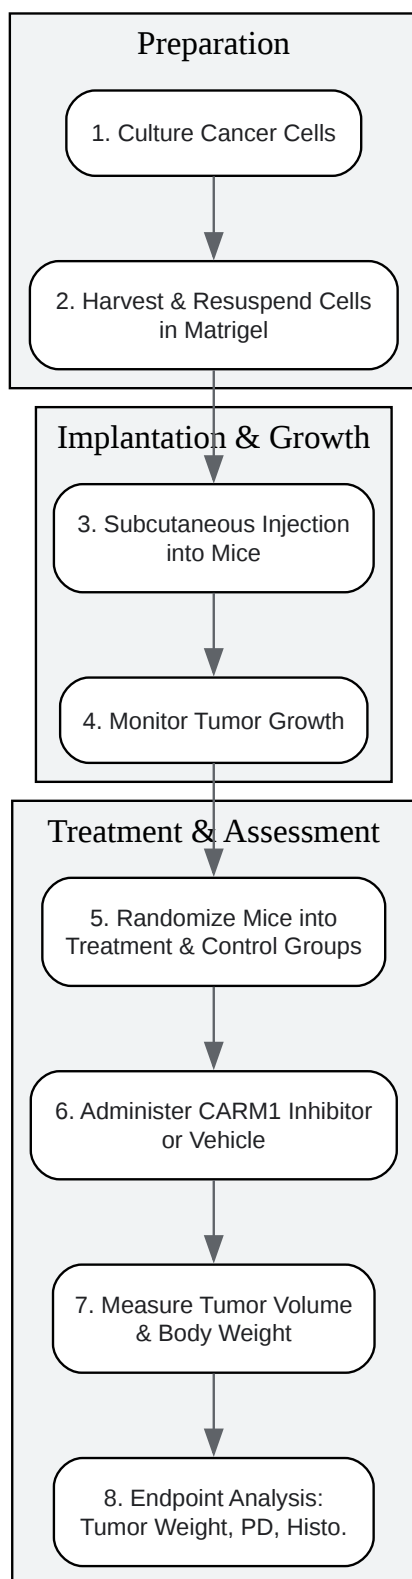 Preparation
1. Culture Cancer Cells
2. Harvest & Resuspend Cells
in Matrigel
Implantation & Growth
3. Subcutaneous Injection
into Mice
4. Monitor Tumor Growth
Treatment & Assessment
5. Randomize Mice into
Treatment & Control Groups
6. Administer CARM1 Inhibitor
or Vehicle
7. Measure Tumor Volume
& Body Weight
8. Endpoint Analysis:
Tumor Weight, PD, Histo.